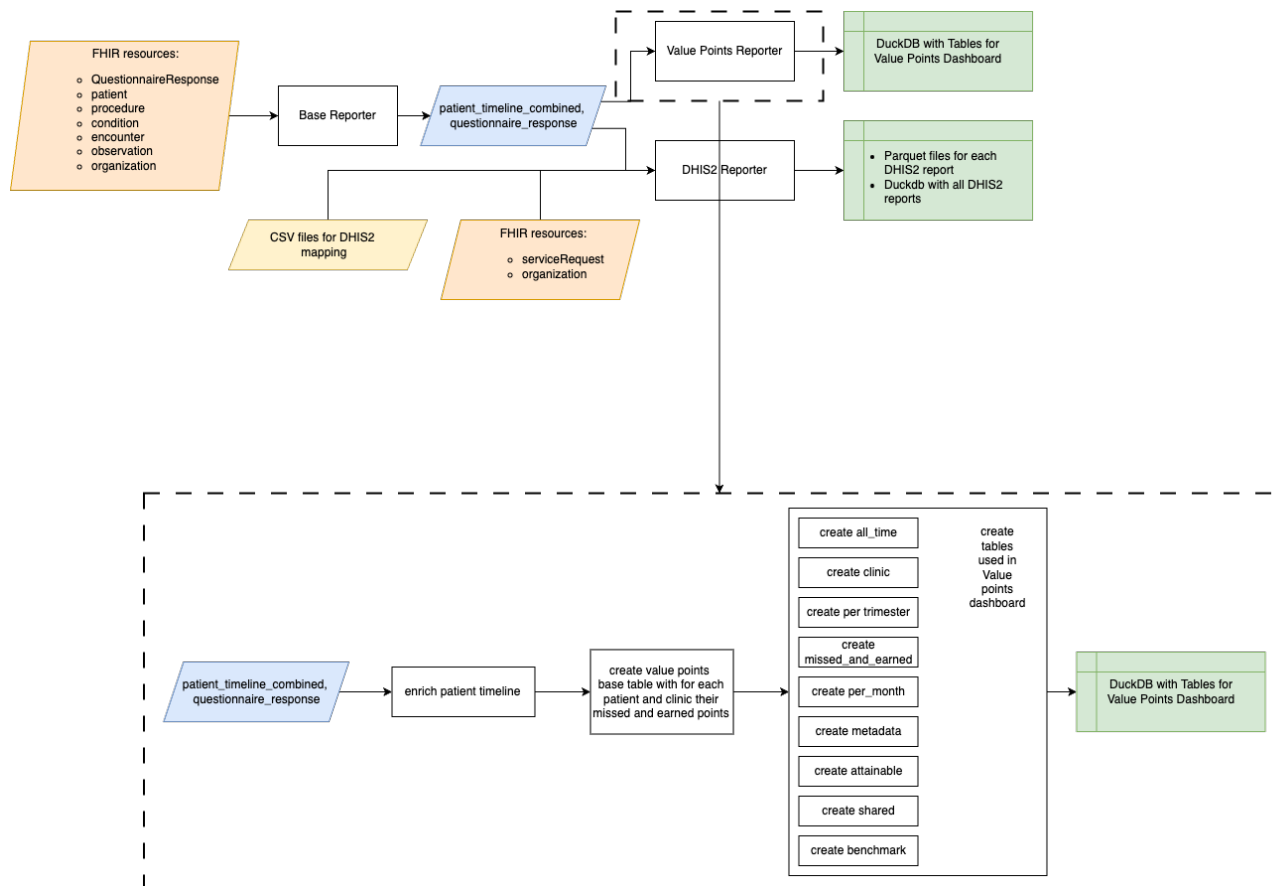 FHIR resources:
QuestionnaireResponse
patient
procedure
condition
encounter
observation
organization
Base Reporter
patient_timeline_combined,
questionnaire_response
Value Points Reporter
DuckDB with Tables for
Value Points Dashboard
DHIS2 Reporter
Parquet files for each
DHIS2 report
Duckdb with all DHIS2
reports
CSV files for DHIS2
mapping
FHIR resources:
serviceRequest
organization
patient_timeline_combined,
questionnaire_response
enrich patient timeline
create value points
base table with for each
patient and clinic their
missed and earned points
create all_time
create clinic
create per trimester
create
missed_and_earned
create per_month
create metadata
create attainable
create shared
create benchmark
create
tables
used in
Value
points
dashboard
DuckDB with Tables for
Value Points Dashboard